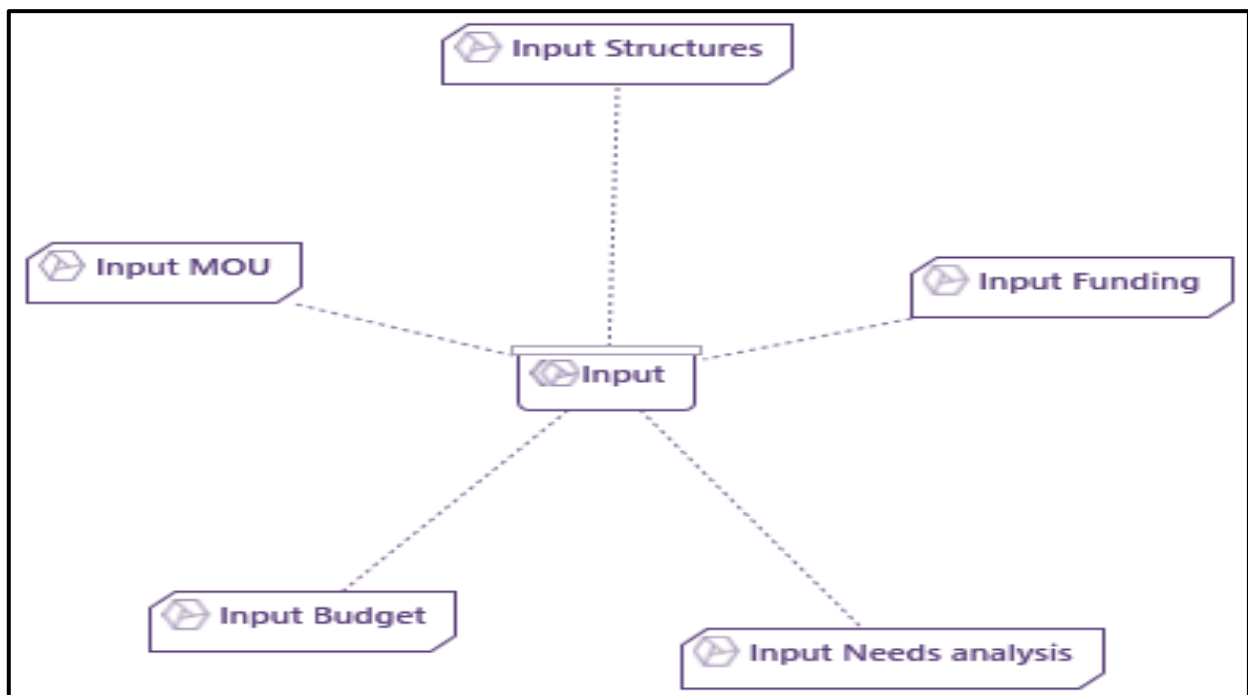 Input Structures
Input MOU
Input Funding
Input
Input Budget
Input Needs analysis